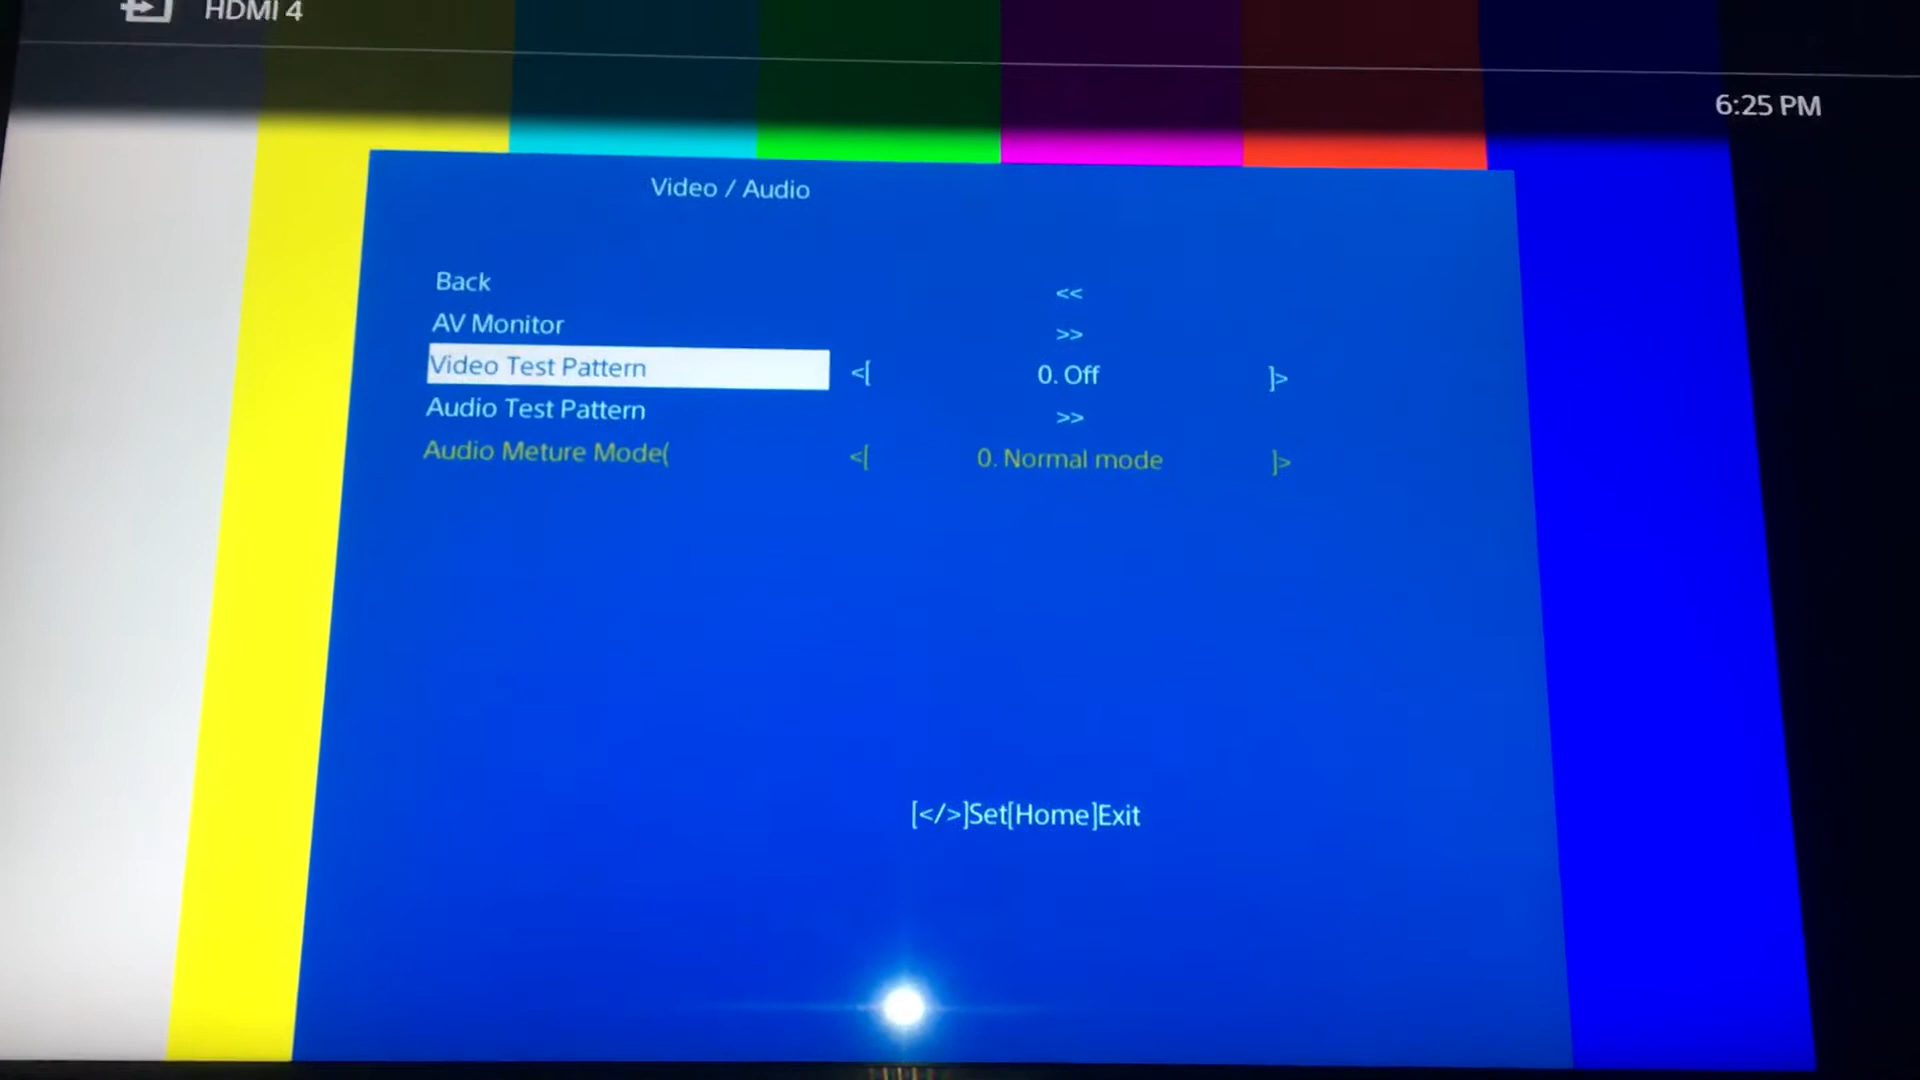 HDMI 4
6:25 PM
Video / Audio
Back <<
AV Monitor >>
Video Test Pattern <[ 0. Off ]>
Audio Test Pattern >>
Audio Meture Mode( <[ 0. Normal mode ]>
[</>]Set[Home]Exit